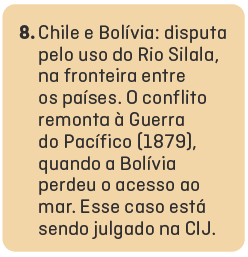 8. Chile e Bolívia: disputa
pelo uso do Rio Silala,
na fronteira entre
os países. O conflito
remonta à Guerra
do Pacífico (1879),
quando a Bolívia
perdeu o acesso ao
mar. Esse caso está
sendo julgado na CIJ.